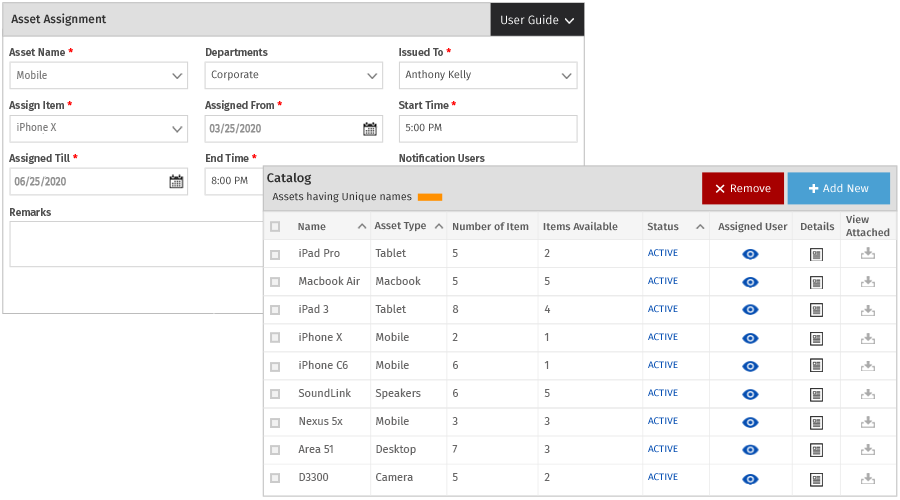 Asset Assignment
User Guide
Asset Name *
Departments
Issued To *
Mobile
Corporate
Anthony Kelly
Assign Item *
Assigned From *
Start Time *
iPhone X
03/25/2020
5:00 PM
Assigned Till *
End Time *
Notification Users
06/25/2020
8:00 PM
Remarks
Catalog
Assets having Unique names
Remove
Add New
Name Asset Type Number of Item Items Available Status Assigned User Details View Attached
iPad Pro Tablet 5 2 ACTIVE
Macbook Air Macbook 5 5 ACTIVE
iPad 3 Tablet 8 4 ACTIVE
iPhone X Mobile 2 1 ACTIVE
iPhone C6 Mobile 6 1 ACTIVE
SoundLink Speakers 6 5 ACTIVE
Nexus 5x Mobile 3 3 ACTIVE
Area 51 Desktop 7 3 ACTIVE
D3300 Camera 5 2 ACTIVE